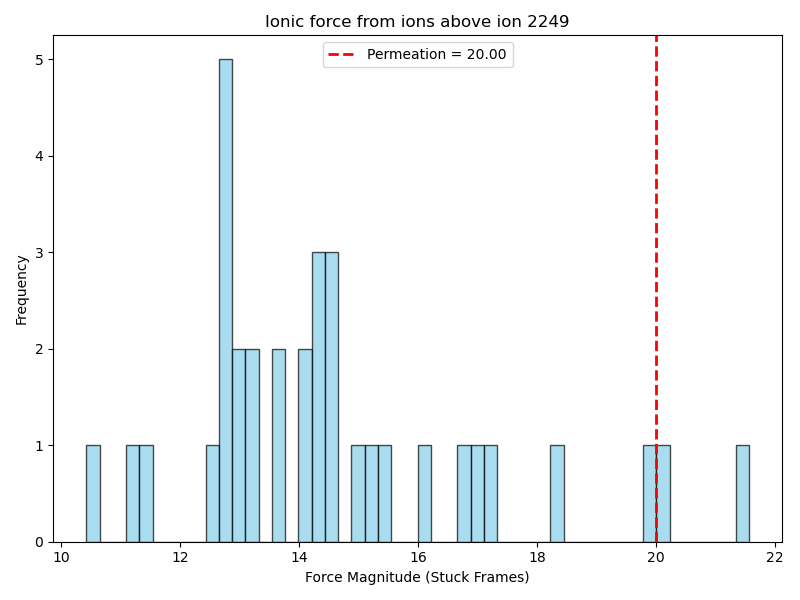 Ionic force from ions above ion 2249
Permeation = 20.00
Frequency
5
4
3
2
1
0
10 12 14 16 18 20 22
Force Magnitude (Stuck Frames)